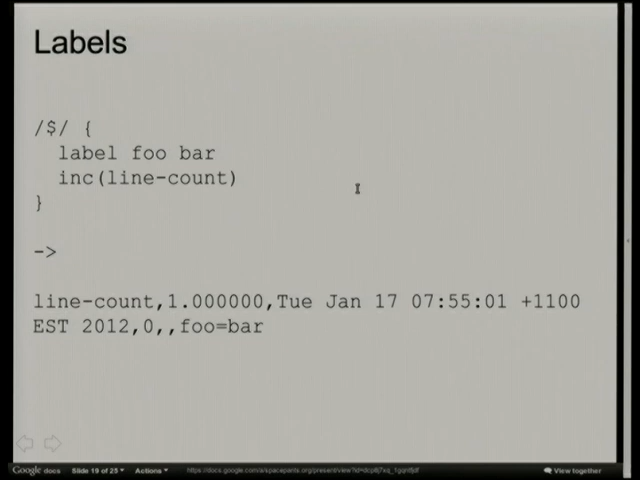 Labels
/$/ {
  label foo bar
  inc(line-count)
}
->
line-count,1.000000,Tue Jan 17 07:55:01 +1100
EST 2012,0,,foo=bar
Google docs Slide 19 of 25 Actions View together